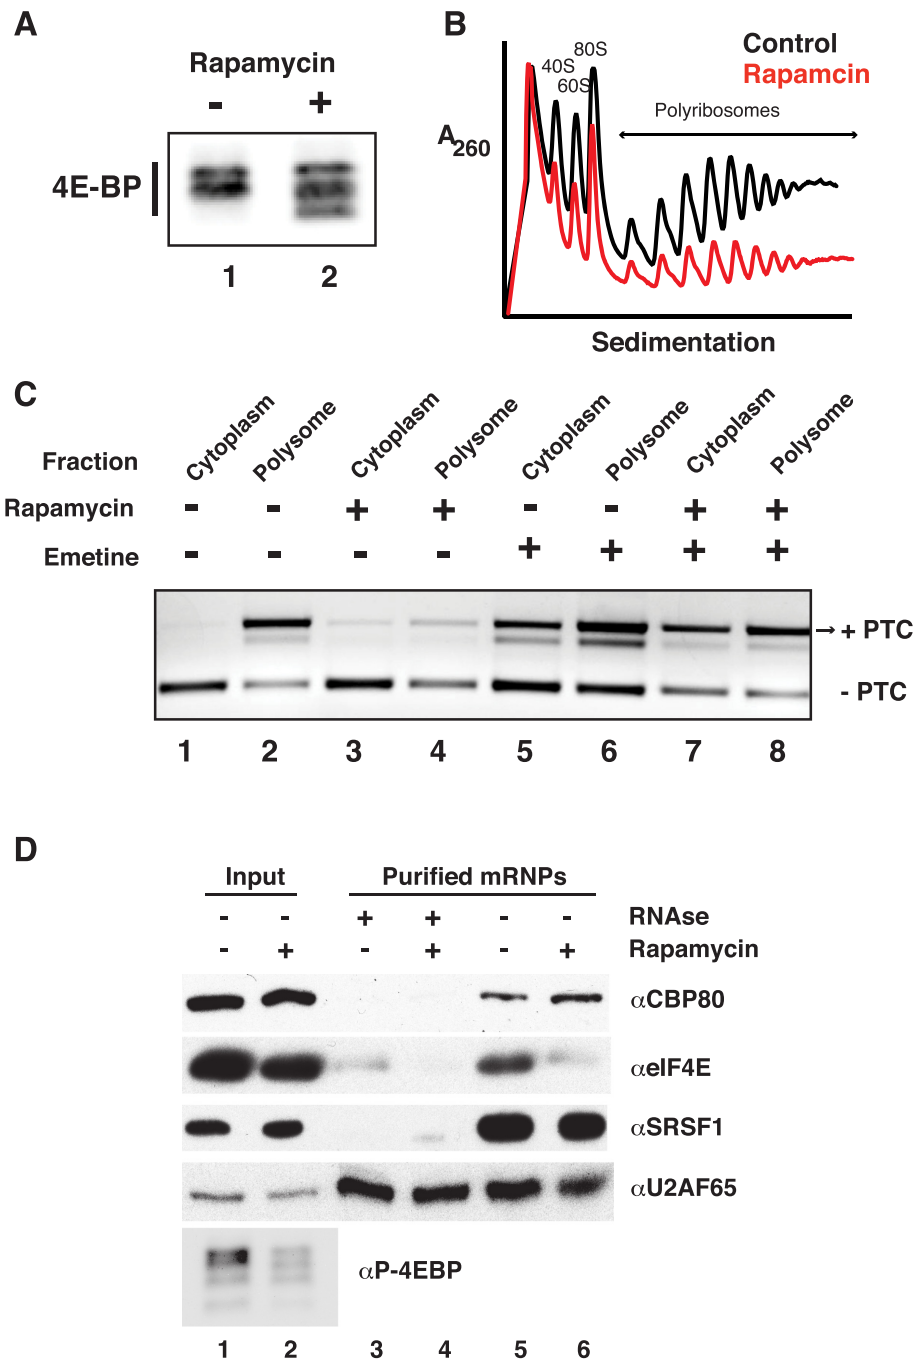 A
Rapamycin
- +
4E-BP
1 2
B
Control
Rapamcin
80S
40S
60S
Polyribosomes
A260
Sedimentation
C
Fraction Cytoplasm Polysome Cytoplasm Polysome Cytoplasm Polysome Cytoplasm Polysome
Rapamycin - - + + - - + +
Emetine - - - - + + + +
→ + PTC
- PTC
1 2 3 4 5 6 7 8
D
Input Purified mRNPs
- - + + - - RNAse
- + - + - + Rapamycin
αCBP80
αeIF4E
αSRSF1
αU2AF65
αP-4EBP
1 2 3 4 5 6